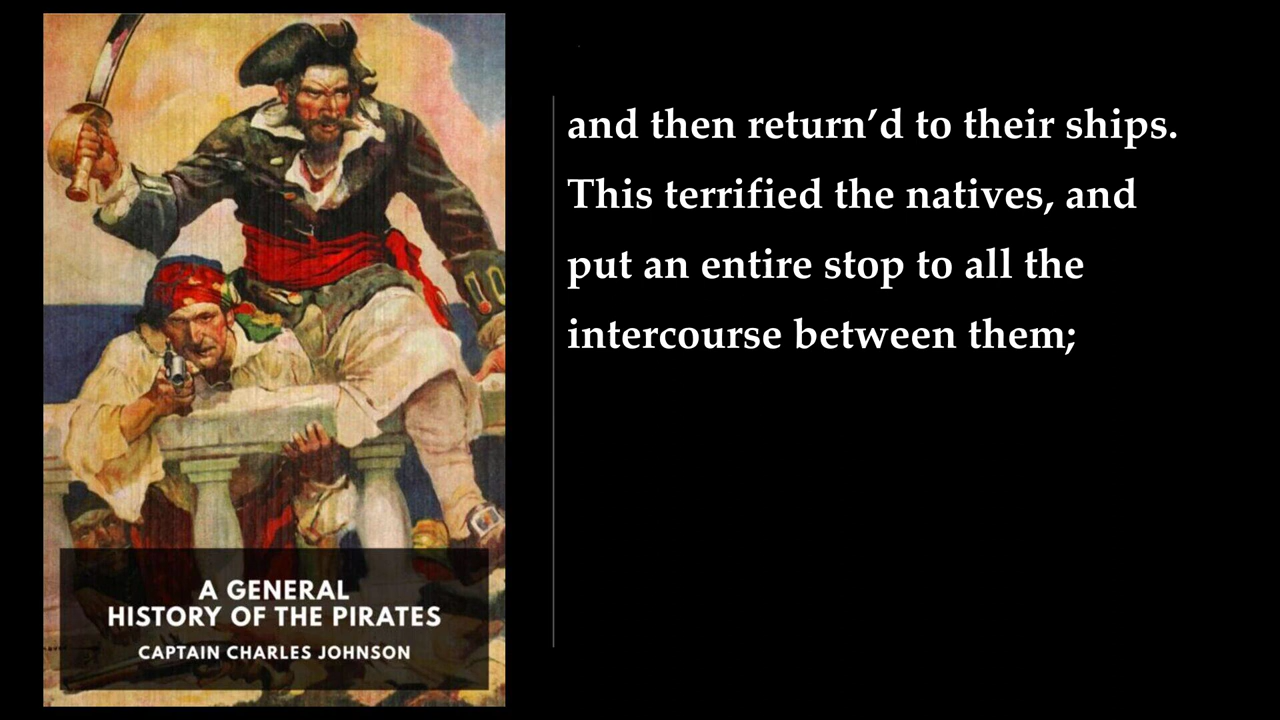 and then return’d to their ships.
This terrified the natives, and
put an entire stop to all the
intercourse between them;
A GENERAL
HISTORY OF THE PIRATES
CAPTAIN CHARLES JOHNSON